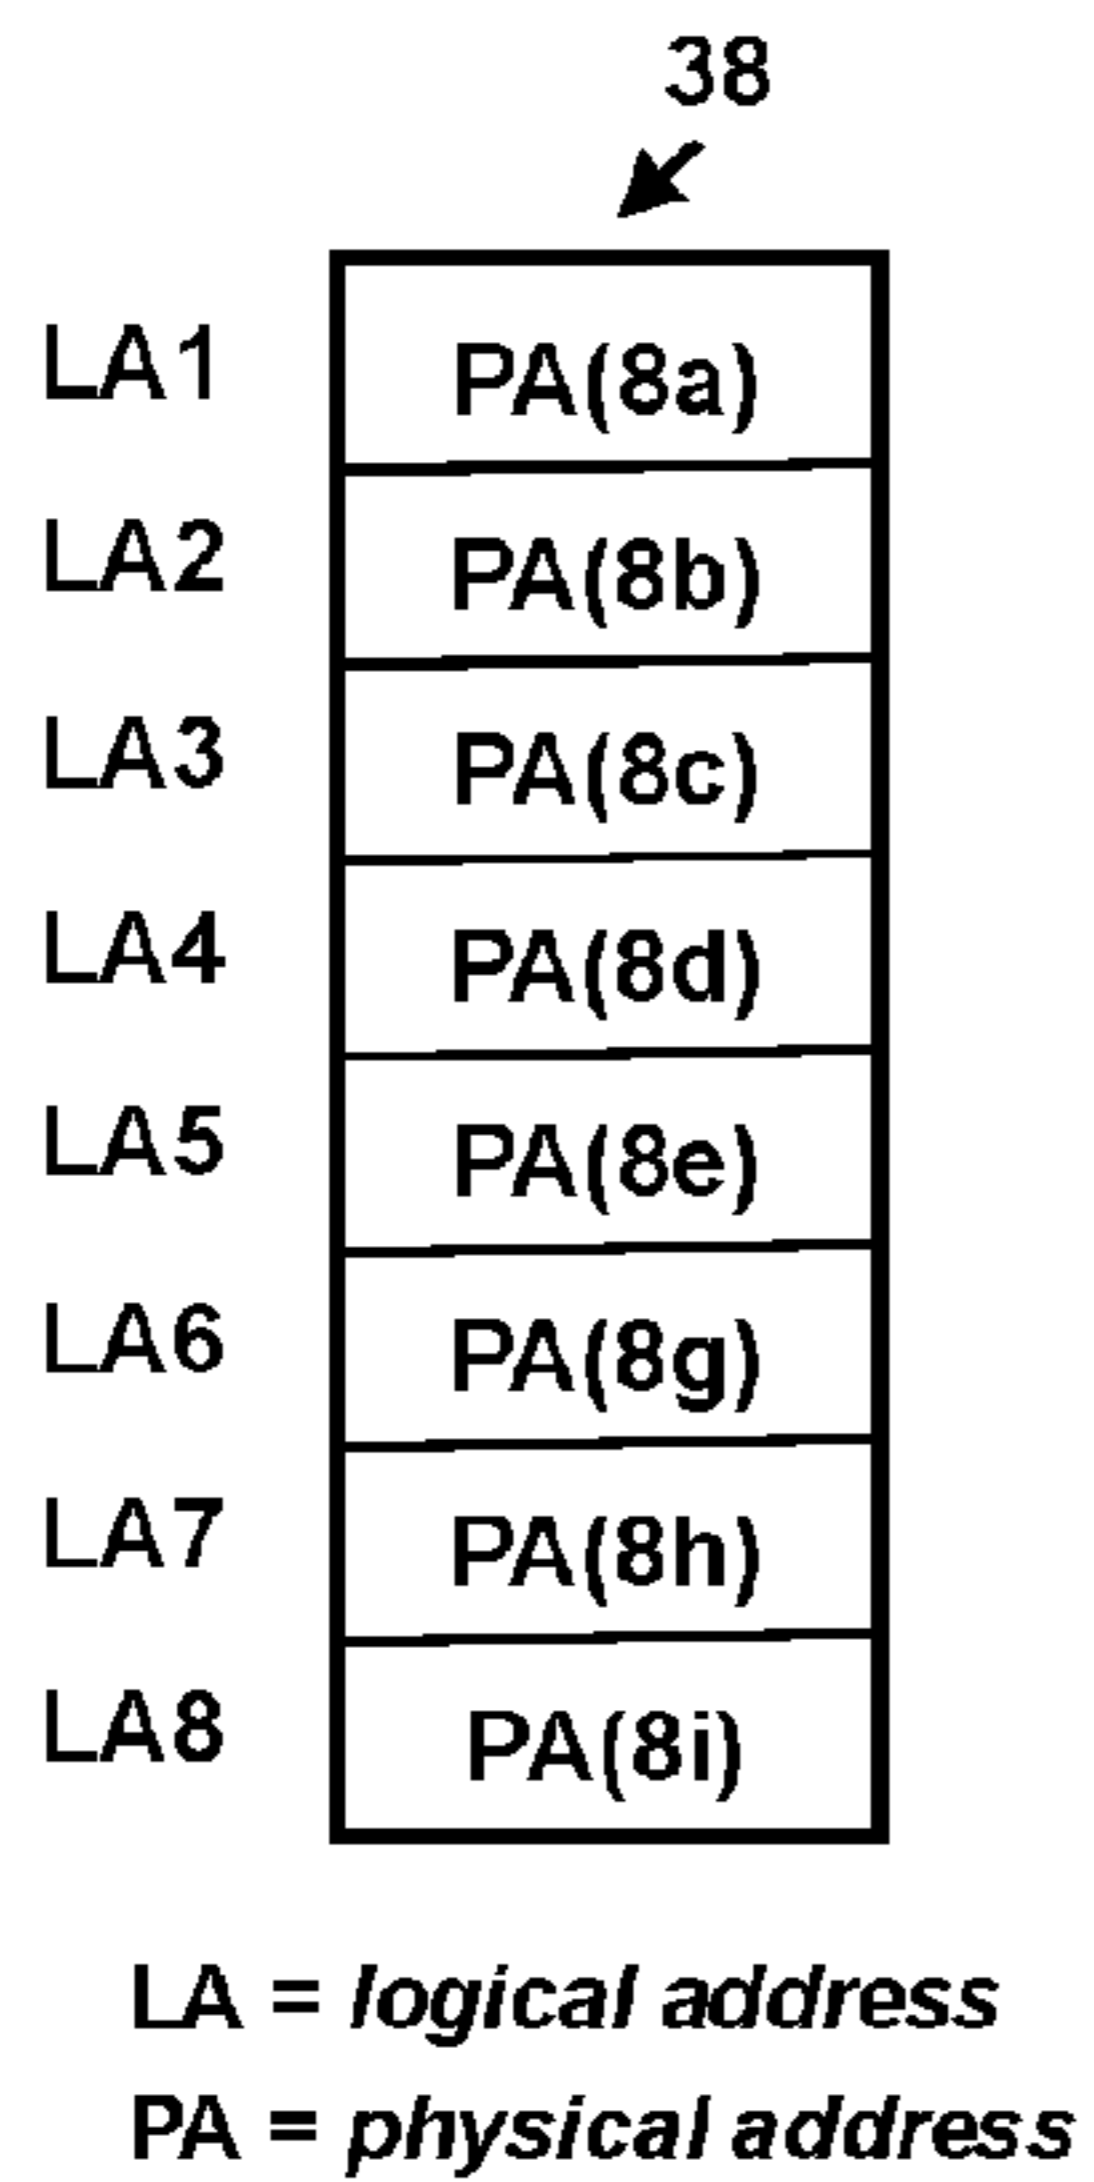 38
LA1 PA(8a)
LA2 PA(8b)
LA3 PA(8c)
LA4 PA(8d)
LA5 PA(8e)
LA6 PA(8g)
LA7 PA(8h)
LA8 PA(8i)
LA = logical address
PA = physical address